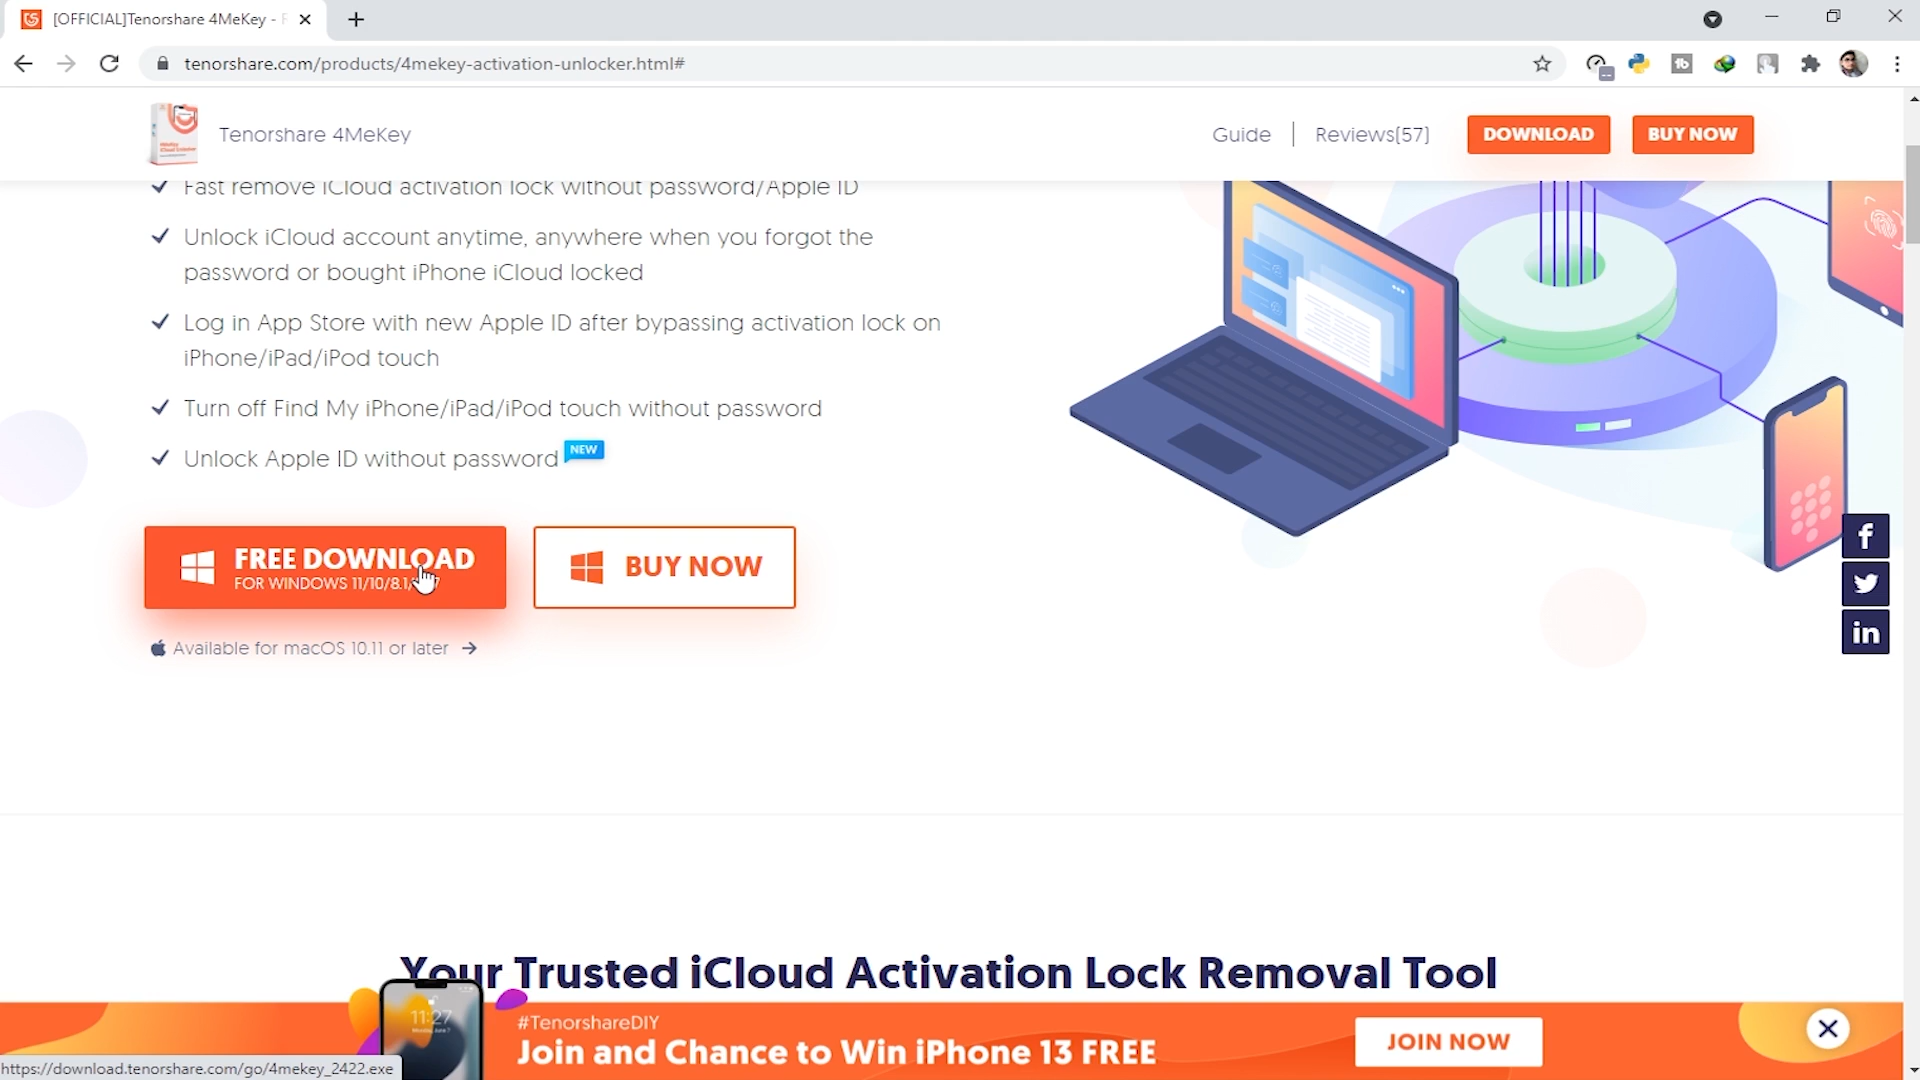 [OFFICIAL]Tenorshare 4MeKey -
tenorshare.com/products/4mekey-activation-unlocker.html#
Tenorshare 4MeKey
Guide
Reviews(57)
DOWNLOAD
BUY NOW
Fast remove iCloud activation lock without password/Apple ID
Unlock iCloud account anytime, anywhere when you forgot the
password or bought iPhone iCloud locked
Log in App Store with new Apple ID after bypassing activation lock on
iPhone/iPad/iPod touch
Turn off Find My iPhone/iPad/iPod touch without password
Unlock Apple ID without password NEW
FREE DOWNLOAD
FOR WINDOWS 11/10/8.1/
BUY NOW
Available for macOS 10.11 or later →
Your Trusted iCloud Activation Lock Removal Tool
11:27
#TenorshareDIY
Join and Chance to Win iPhone 13 FREE
JOIN NOW
https://download.tenorshare.com/go/4mekey_2422.exe